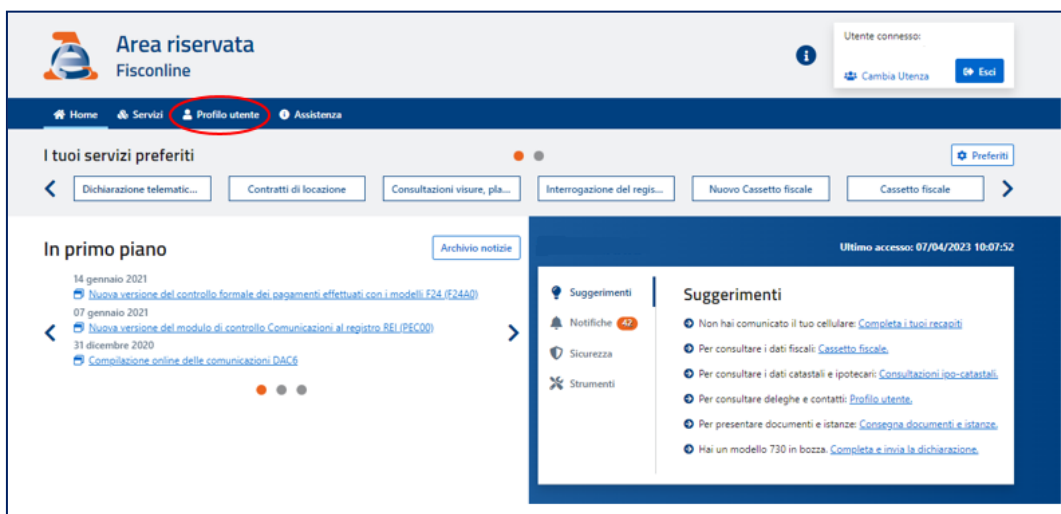 Area riservata
Fisconline
Utente connesso:
Cambia Utenza
Esci
Home Servizi Profilo utente Assistenza
I tuoi servizi preferiti
Preferiti
Dichiarazione telematic... Contratti di locazione Consultazioni visure, pla... Interrogazione del regis... Nuovo Cassetto fiscale Cassetto fiscale
In primo piano
Archivio notizie
14 gennaio 2021
Nuova versione del controllo formale dei pagamenti effettuati con i modelli F24 (F24A0)
07 gennaio 2021
Nuova versione del modulo di controllo Comunicazioni al registro REI (PEC00)
31 dicembre 2020
Compilazione online delle comunicazioni DAC6
Ultimo accesso: 07/04/2023 10:07:52
Suggerimenti
Notifiche 42
Sicurezza
Strumenti
Suggerimenti
Non hai comunicato il tuo cellulare: Completa i tuoi recapiti
Per consultare i dati fiscali: Cassetto fiscale.
Per consultare i dati catastali e ipotecari: Consultazioni ipo-catastali.
Per consultare deleghe e contatti: Profilo utente.
Per presentare documenti e istanze: Consegna documenti e istanze.
Hai un modello 730 in bozza. Completa e invia la dichiarazione.